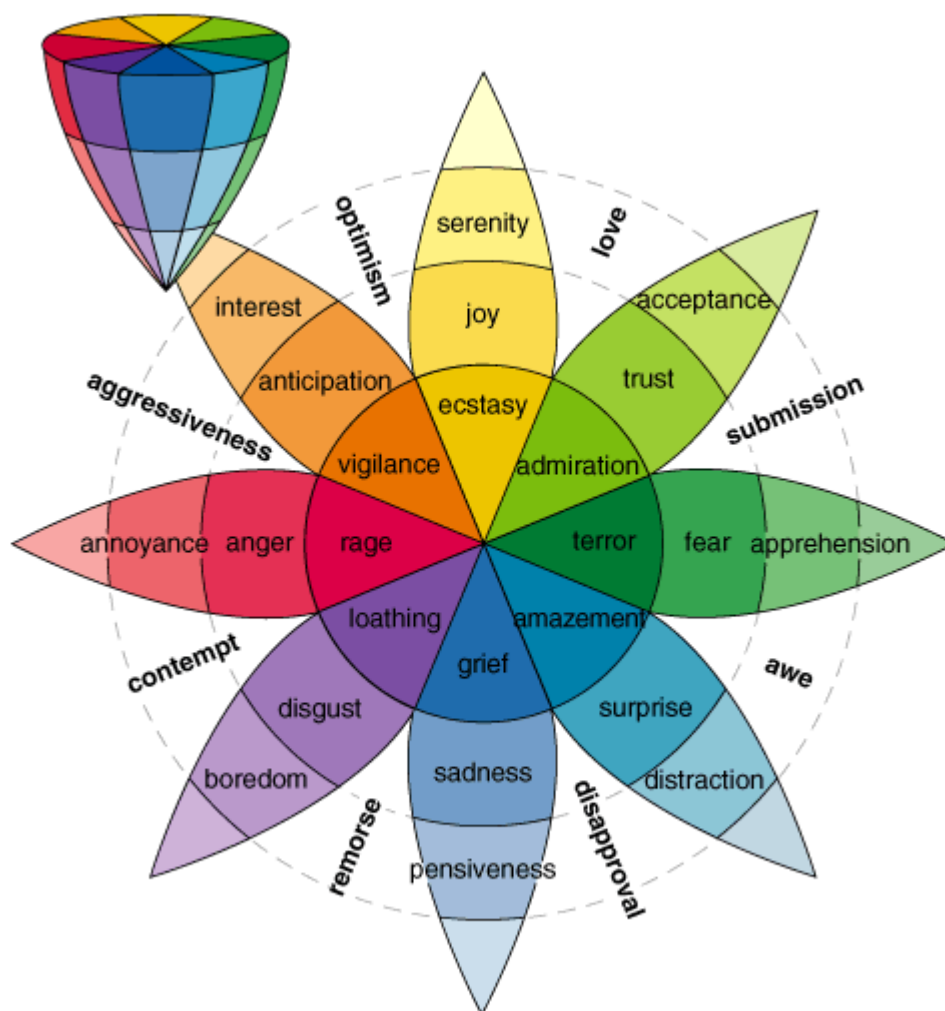 optimism
love
serenity
interest
acceptance
joy
anticipation
trust
aggressiveness
ecstasy
submission
vigilance
admiration
annoyance
anger
rage
terror
fear
apprehension
loathing
amazement
contempt
grief
awe
disgust
surprise
boredom
sadness
distraction
remorse
disapproval
pensiveness